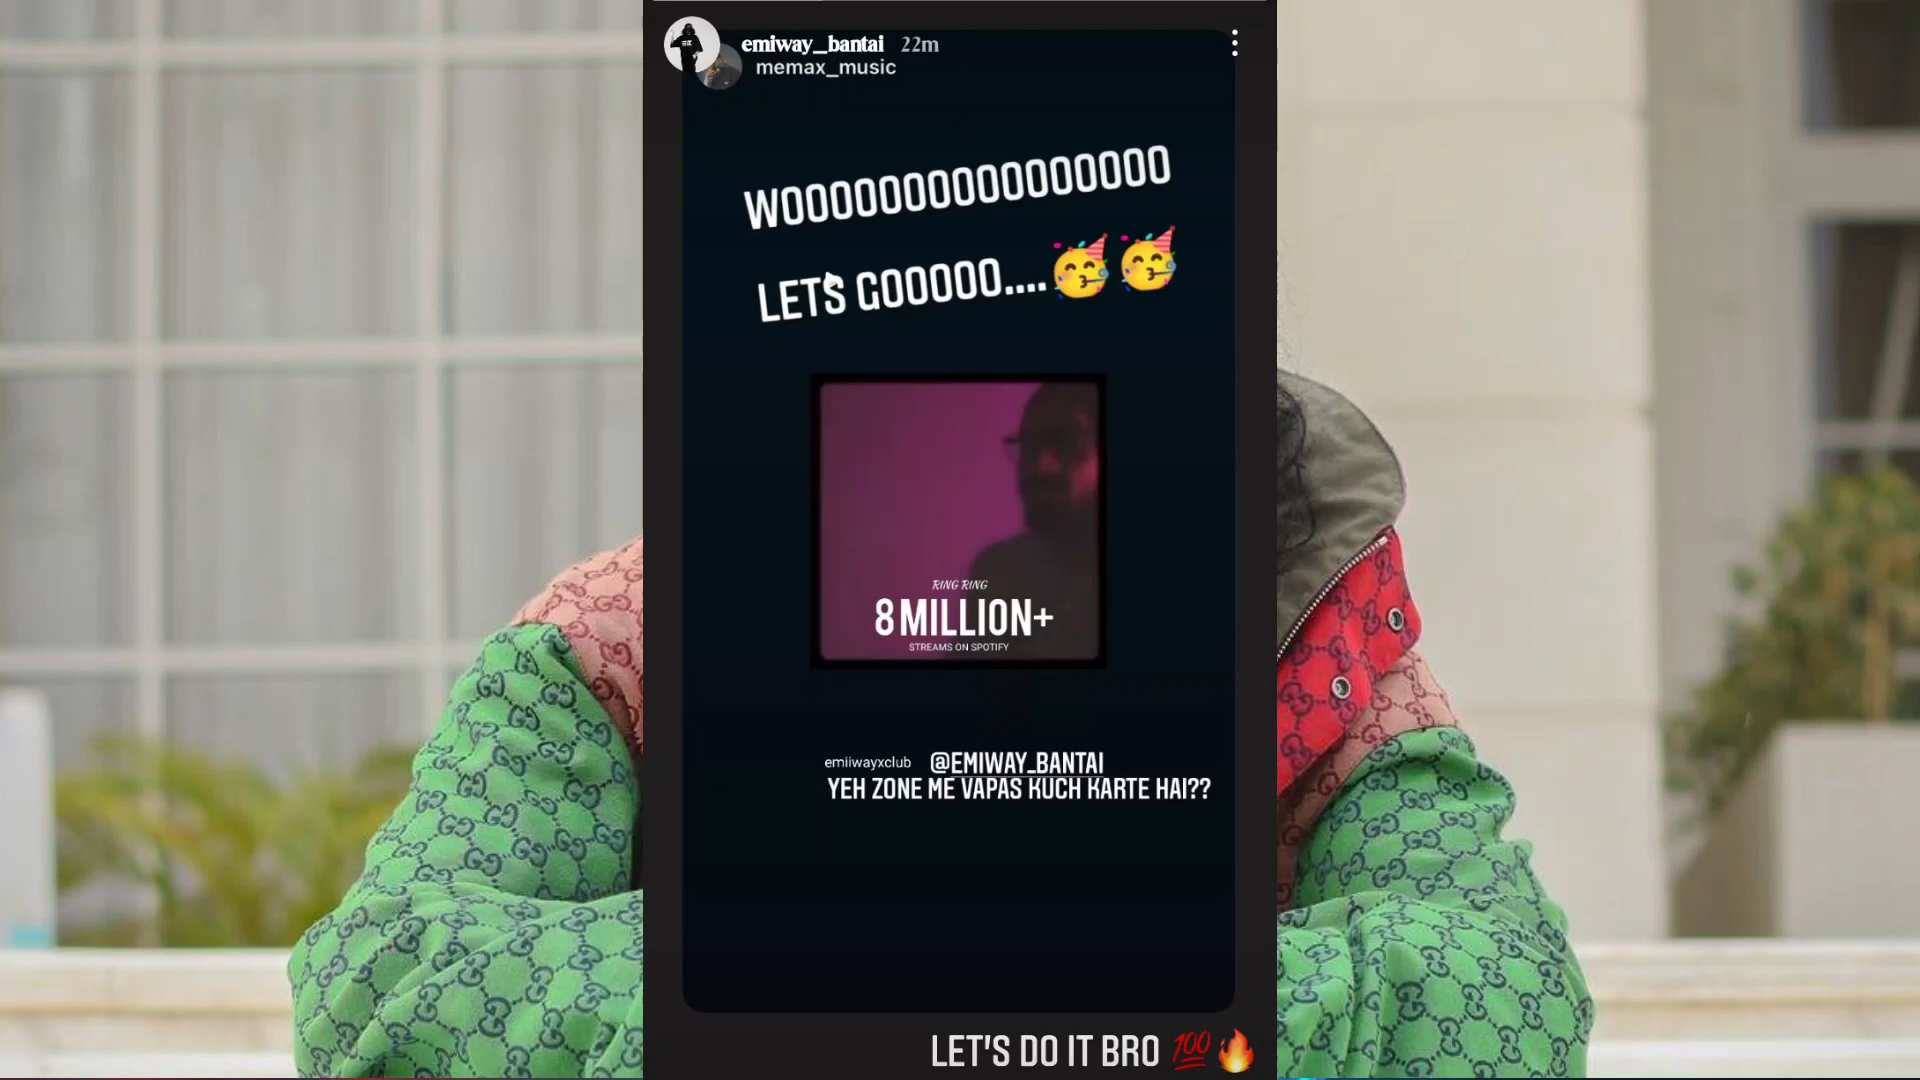 emiway_bantai 22m
memax_music
WOOOOOOOOOOOOOOOO
LET'S GOOOOO....🥳🥳
RING RING
8 MILLION+
STREAMS ON SPOTIFY
emiiwayxclub @EMIWAY_BANTAI
YEH ZONE ME VAPAS KUCH KARTE HAI??
LET'S DO IT BRO 💯🔥